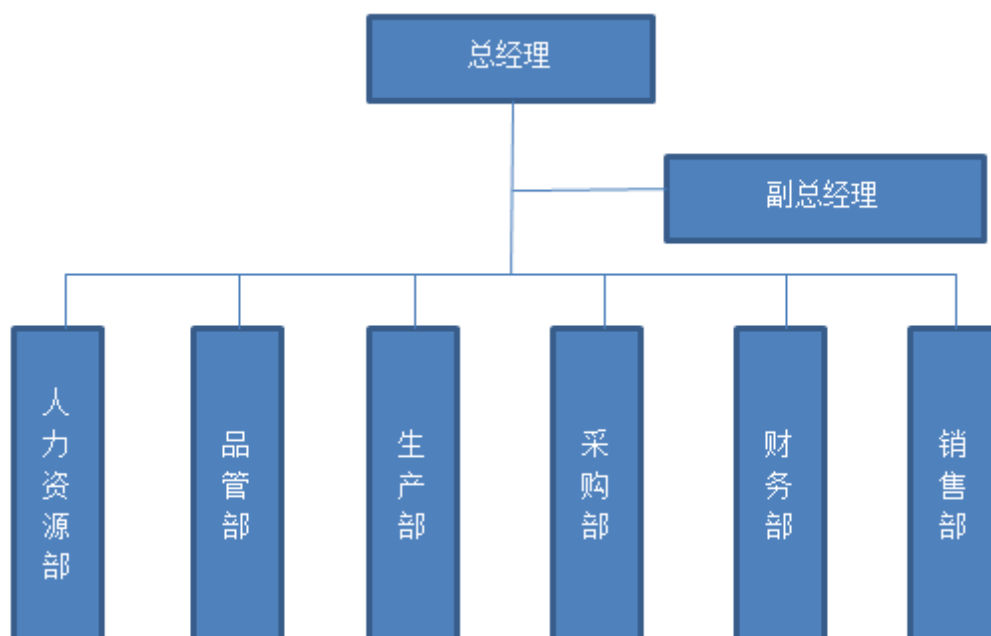 总经理
副总经理
人力资源部
品管部
生产部
采购部
财务部
销售部